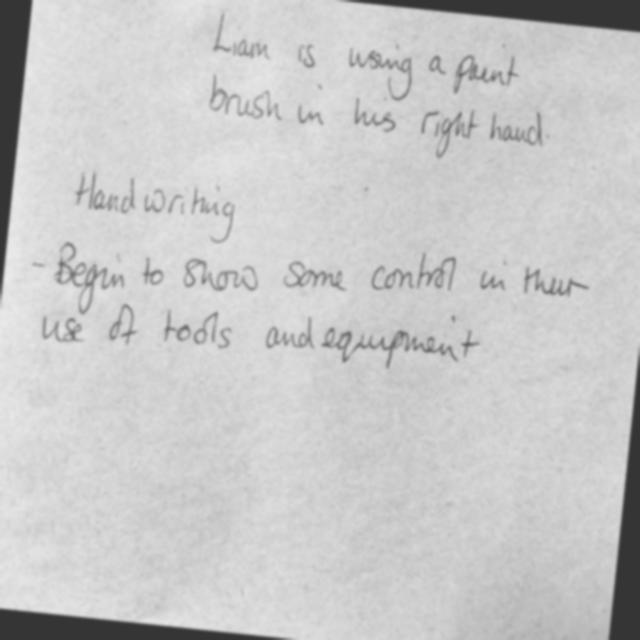 Liam is using a paint
brush in his right hand.
Handwriting
- Begin to show some control in their
use of tools and equipment